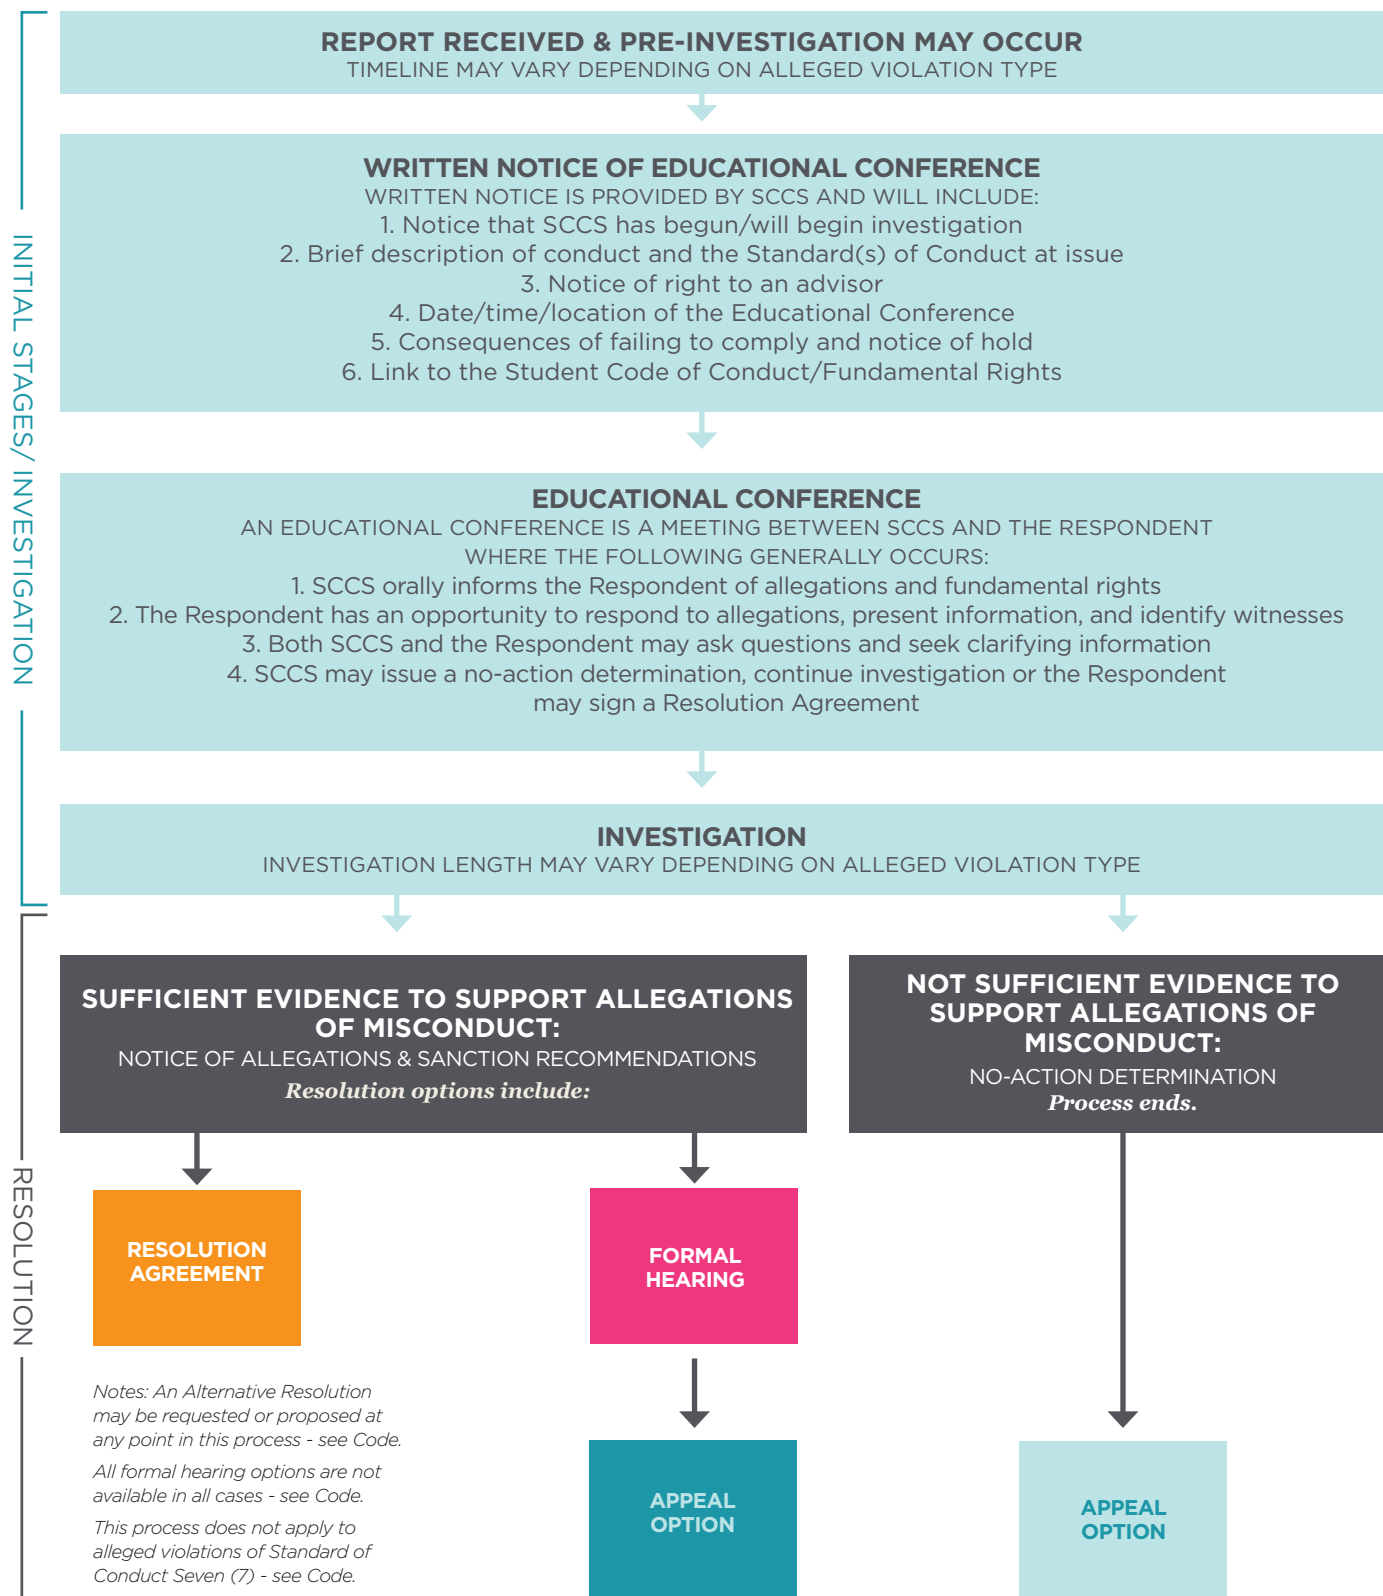 REPORT RECEIVED & PRE-INVESTIGATION MAY OCCUR
TIMELINE MAY VARY DEPENDING ON ALLEGED VIOLATION TYPE
WRITTEN NOTICE OF EDUCATIONAL CONFERENCE
WRITTEN NOTICE IS PROVIDED BY SCCS AND WILL INCLUDE:
1. Notice that SCCS has begun/will begin investigation
2. Brief description of conduct and the Standard(s) of Conduct at issue
3. Notice of right to an advisor
4. Date/time/location of the Educational Conference
5. Consequences of failing to comply and notice of hold
6. Link to the Student Code of Conduct/Fundamental Rights
EDUCATIONAL CONFERENCE
AN EDUCATIONAL CONFERENCE IS A MEETING BETWEEN SCCS AND THE RESPONDENT
WHERE THE FOLLOWING GENERALLY OCCURS:
1. SCCS orally informs the Respondent of allegations and fundamental rights
2. The Respondent has an opportunity to respond to allegations, present information, and identify witnesses
3. Both SCCS and the Respondent may ask questions and seek clarifying information
4. SCCS may issue a no-action determination, continue investigation or the Respondent
may sign a Resolution Agreement
INVESTIGATION
INVESTIGATION LENGTH MAY VARY DEPENDING ON ALLEGED VIOLATION TYPE
INITIAL STAGES/ INVESTIGATION
SUFFICIENT EVIDENCE TO SUPPORT ALLEGATIONS
OF MISCONDUCT:
NOTICE OF ALLEGATIONS & SANCTION RECOMMENDATIONS
Resolution options include:
NOT SUFFICIENT EVIDENCE TO
SUPPORT ALLEGATIONS OF
MISCONDUCT:
NO-ACTION DETERMINATION
Process ends.
RESOLUTION
RESOLUTION
AGREEMENT
FORMAL
HEARING
Notes: An Alternative Resolution
may be requested or proposed at
any point in this process - see Code.
All formal hearing options are not
available in all cases - see Code.
This process does not apply to
alleged violations of Standard of
Conduct Seven (7) - see Code.
APPEAL
OPTION
APPEAL
OPTION